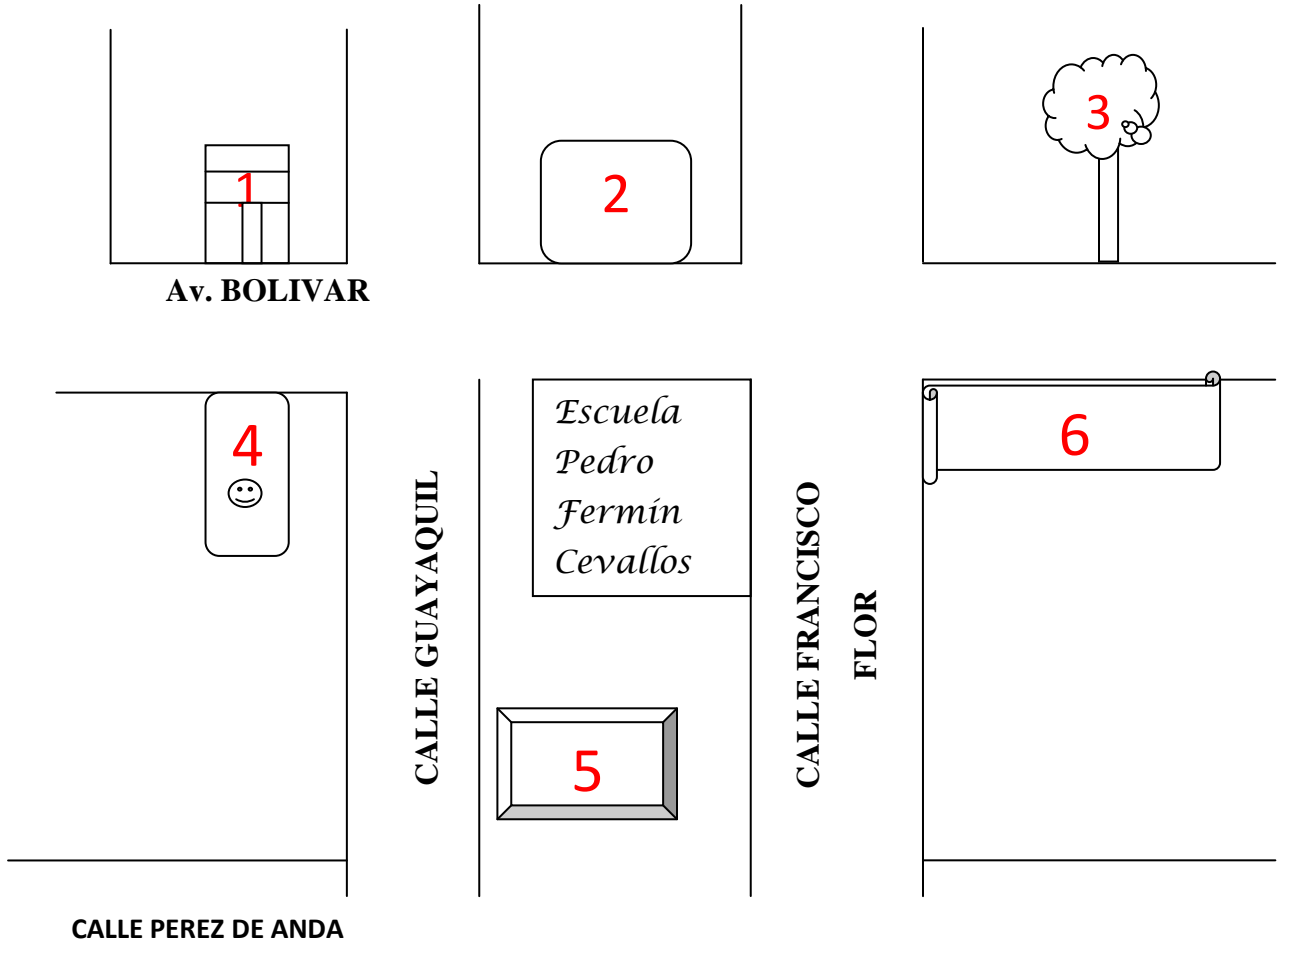 1
2
3
Av. BOLIVAR
4
Escuela
Pedro
Fermín
Cevallos
6
CALLE GUAYAQUIL
CALLE FRANCISCO
FLOR
5
CALLE PEREZ DE ANDA